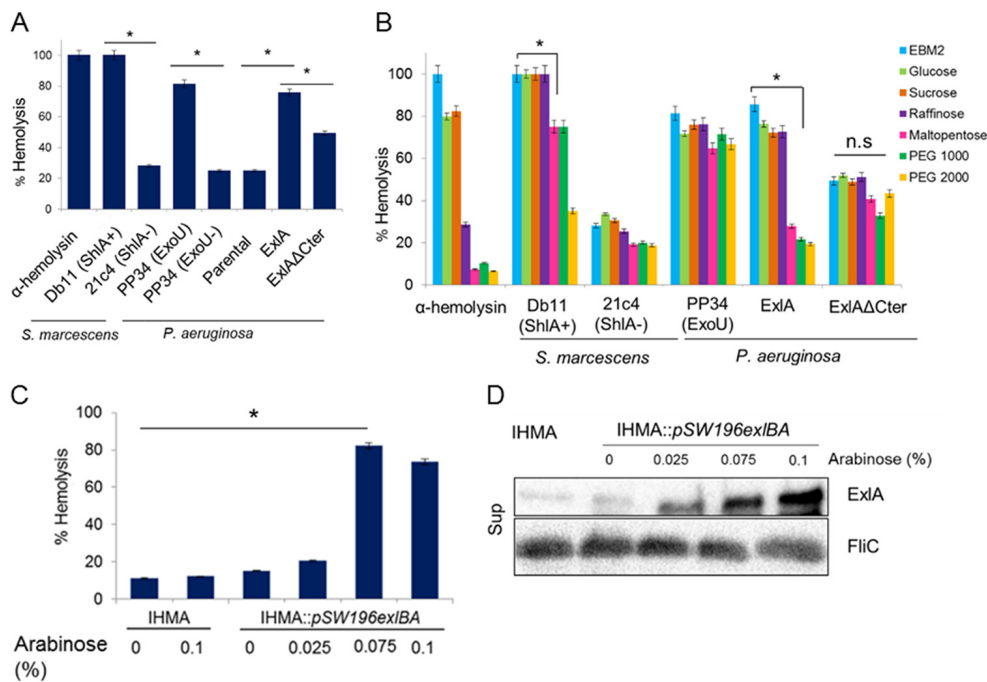 A
% Hemolysis
100
80
60
40
20
0
*
*
*
*
α-hemolysin
Db11 (ShlA+)
21c4 (ShlA-)
PP34 (ExoU)
PP34 (ExoU-)
Parental
ExlA
ExlAΔCter
S. marcescens
P. aeruginosa
B
% Hemolysis
100
80
60
40
20
0
*
*
n.s
EBM2
Glucose
Sucrose
Raffinose
Maltopentose
PEG 1000
PEG 2000
α-hemolysin
Db11
(ShlA+)
21c4
(ShlA-)
PP34
(ExoU)
ExlA
ExlAΔCter
S. marcescens
P. aeruginosa
C
% Hemolysis
100
80
60
40
20
0
*
IHMA
IHMA::pSW196exlBA
Arabinose
(%)
0 0.1 0 0.025 0.075 0.1
D
IHMA
IHMA::pSW196exlBA
0 0.025 0.075 0.1 Arabinose (%)
Sup
ExlA
FliC